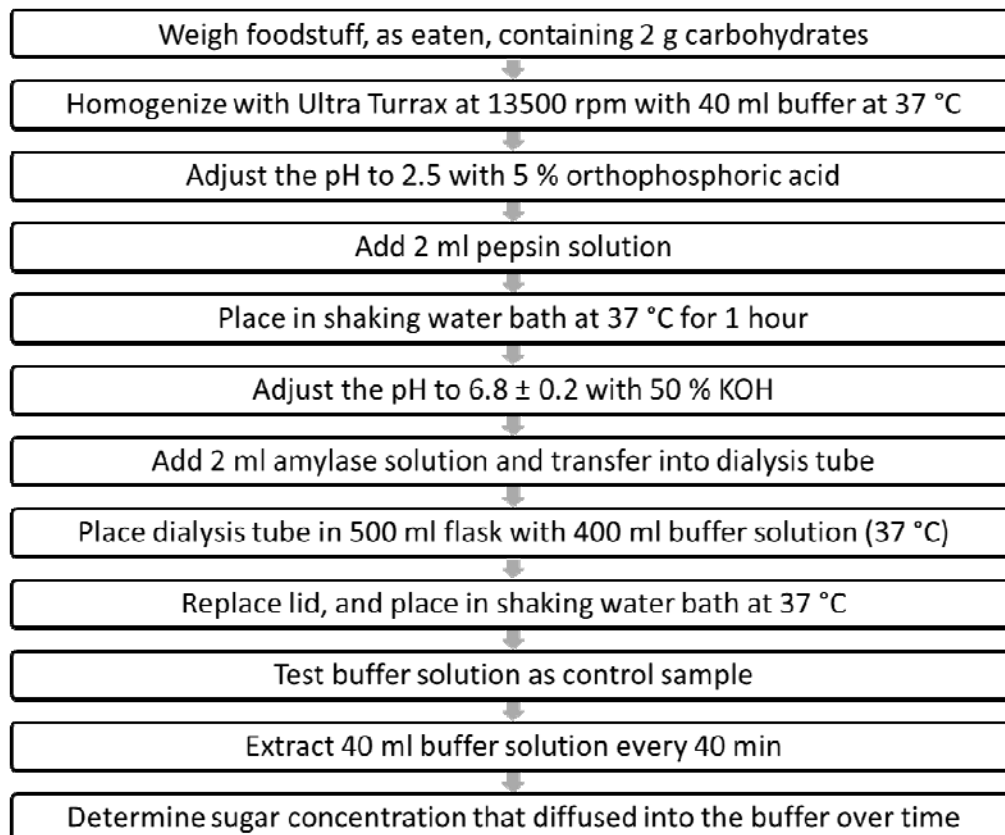 Weigh foodstuff, as eaten, containing 2 g carbohydrates
Homogenize with Ultra Turrax at 13500 rpm with 40 ml buffer at 37 °C
Adjust the pH to 2.5 with 5 % orthophosphoric acid
Add 2 ml pepsin solution
Place in shaking water bath at 37 °C for 1 hour
Adjust the pH to 6.8 ± 0.2 with 50 % KOH
Add 2 ml amylase solution and transfer into dialysis tube
Place dialysis tube in 500 ml flask with 400 ml buffer solution (37 °C)
Replace lid, and place in shaking water bath at 37 °C
Test buffer solution as control sample
Extract 40 ml buffer solution every 40 min
Determine sugar concentration that diffused into the buffer over time